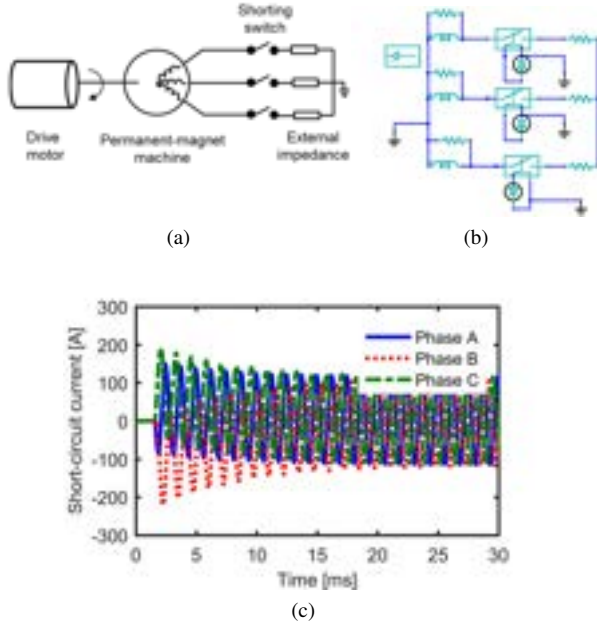 Shorting
switch
Drive
motor
Permanent-magnet
machine
External
impedance
(a)
(b)
Short-circuit current [A]
300
200
100
0
-100
-200
-300
Phase A
Phase B
Phase C
0
5
10
15
20
25
30
Time [ms]
(c)